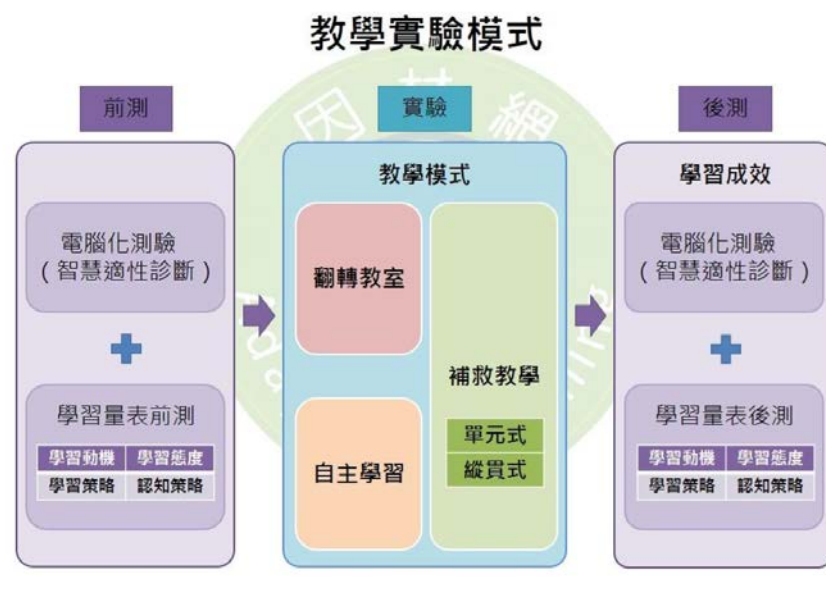 教學實驗模式
前測
電腦化測驗
(智慧適性診斷)
學習量表前測
學習動機 學習態度
學習策略 認知策略
實驗
因材網
教學模式
翻轉教室
自主學習
補救教學
單元式
縱貫式
後測
學習成效
電腦化測驗
(智慧適性診斷)
學習量表後測
學習動機 學習態度
學習策略 認知策略